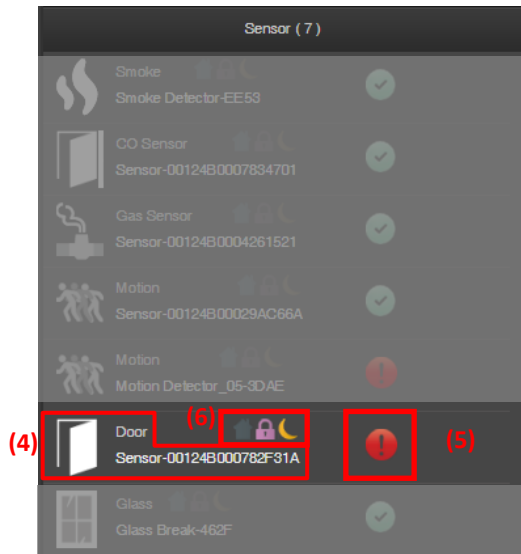 Sensor ( 7 )
Smoke
Smoke Detector-EE53
CO Sensor
Sensor-00124B0007834701
Gas Sensor
Sensor-00124B0004261521
Motion
Sensor-00124B00029AC66A
Motion
Motion Detector_05-3DAE
(4) Door (6) (5)
Sensor-00124B000782F31A
Glass
Glass Break-462F